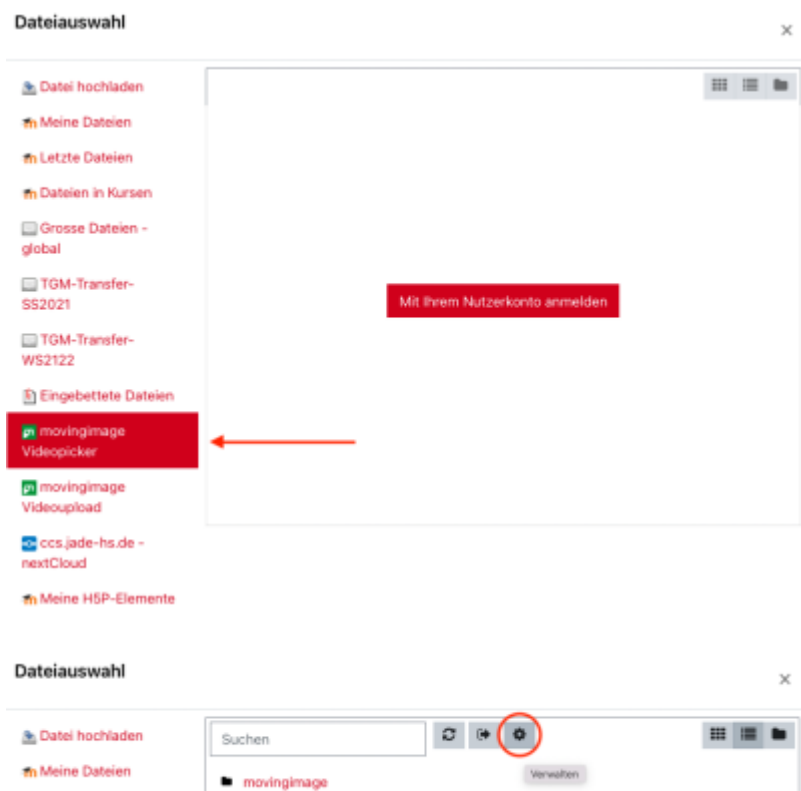 Dateiauswahl
Datei hochladen
Meine Dateien
Letzte Dateien
Dateien in Kursen
Grosse Dateien -
global
TGM-Transfer-
SS2021
TGM-Transfer-
WS2122
Eingebettete Dateien
movingimage
Videopicker
movingimage
Videoupload
ccs.jade-hs.de -
nextCloud
Meine H5P-Elemente
Mit Ihrem Nutzerkonto anmelden
Dateiauswahl
Datei hochladen
Meine Dateien
Suchen
Verwalten
movingimage